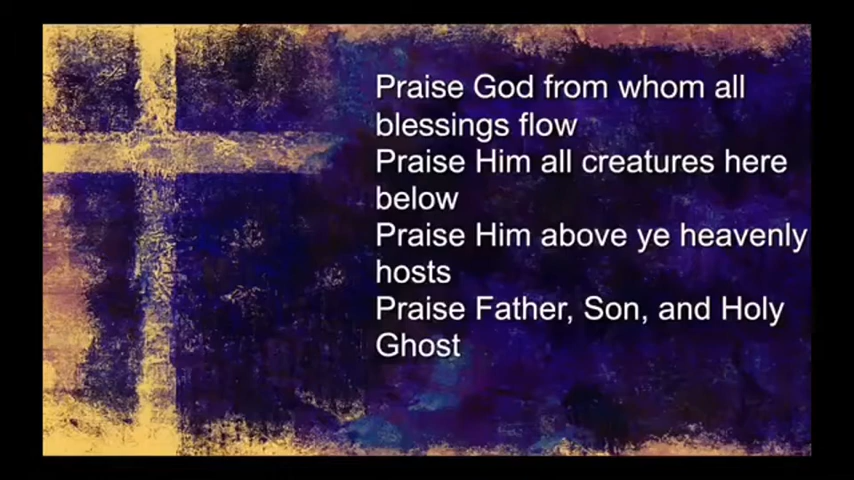 Praise God from whom all
blessings flow
Praise Him all creatures here
below
Praise Him above ye heavenly
hosts
Praise Father, Son, and Holy
Ghost